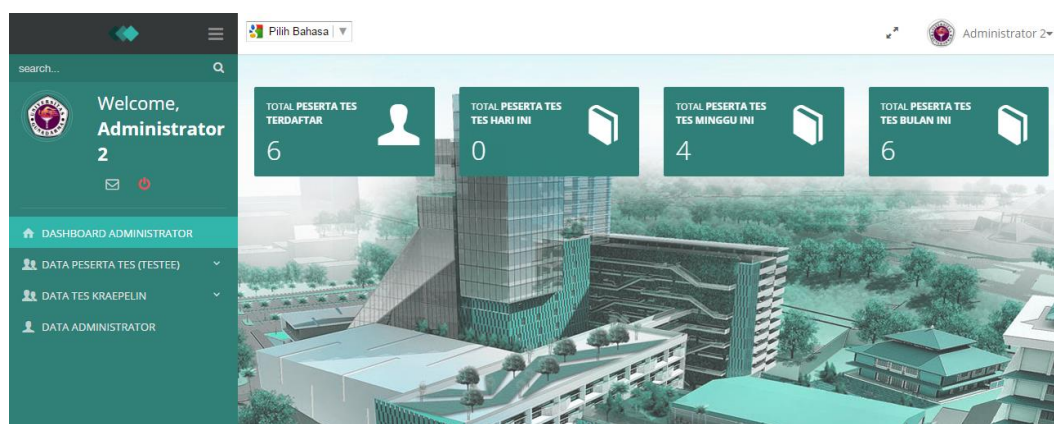 Pilih Bahasa
Administrator 2
search...
Welcome,
Administrator
2
DASHBOARD ADMINISTRATOR
DATA PESERTA TES (TESTEE)
DATA TES KRAEPELIN
DATA ADMINISTRATOR
TOTAL PESERTA TES
TERDAFTAR
6
TOTAL PESERTA TES
TES HARI INI
0
TOTAL PESERTA TES
TES MINGGU INI
4
TOTAL PESERTA TES
TES BULAN INI
6